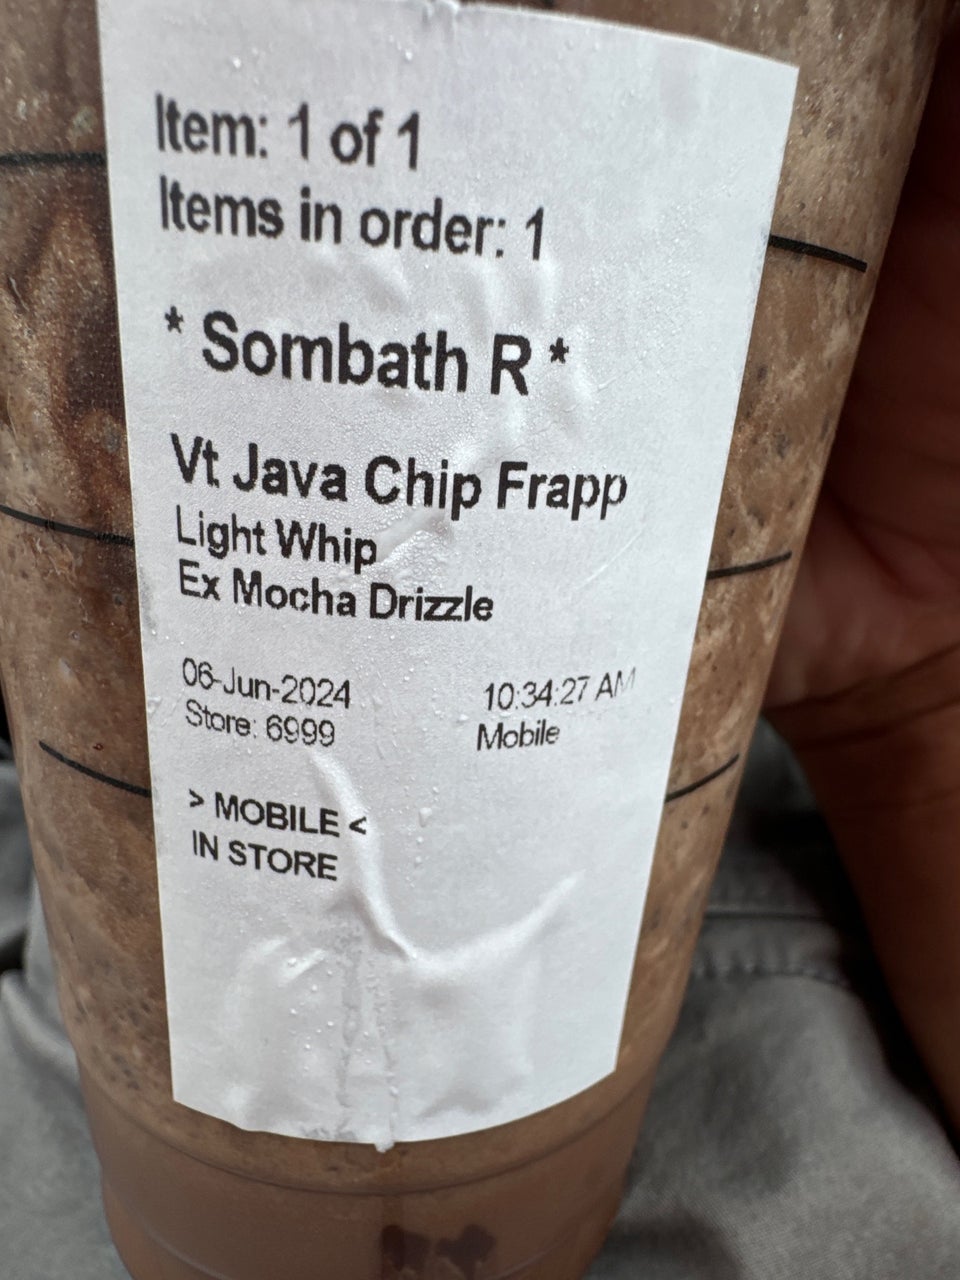 Item: 1 of 1
Items in order: 1
* Sombath R *
Vt Java Chip Frapp
Light Whip
Ex Mocha Drizzle
06-Jun-2024 10:34:27 AM
Store: 6999 Mobile
> MOBILE <
IN STORE